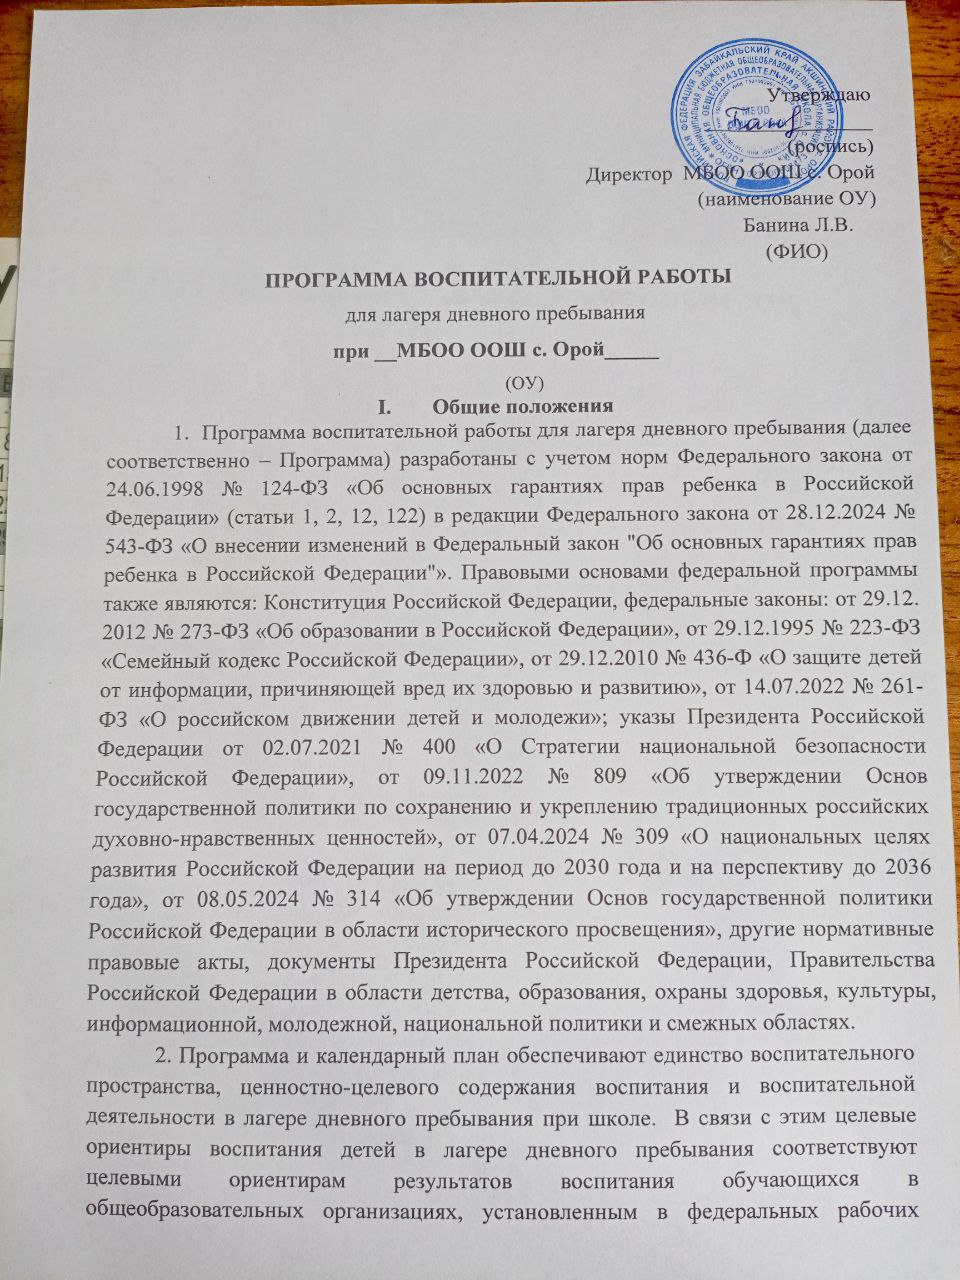 Утверждаю
(роспись)
Директор МБОО ООШ с. Орой
(наименование ОУ)
Банина Л.В.
(ФИО)
ПРОГРАММА ВОСПИТАТЕЛЬНОЙ РАБОТЫ
для лагеря дневного пребывания
при __МБОО ООШ с. Орой_____
(ОУ)
I. Общие положения
1. Программа воспитательной работы для лагеря дневного пребывания (далее
соответственно – Программа) разработаны с учетом норм Федерального закона от
24.06.1998 № 124-ФЗ «Об основных гарантиях прав ребенка в Российской
Федерации» (статьи 1, 2, 12, 122) в редакции Федерального закона от 28.12.2024 №
543-ФЗ «О внесении изменений в Федеральный закон "Об основных гарантиях прав
ребенка в Российской Федерации"». Правовыми основами федеральной программы
также являются: Конституция Российской Федерации, федеральные законы: от 29.12.
2012 № 273-ФЗ «Об образовании в Российской Федерации», от 29.12.1995 № 223-ФЗ
«Семейный кодекс Российской Федерации», от 29.12.2010 № 436-Ф «О защите детей
от информации, причиняющей вред их здоровью и развитию», от 14.07.2022 № 261-
ФЗ «О российском движении детей и молодежи»; указы Президента Российской
Федерации от 02.07.2021 № 400 «О Стратегии национальной безопасности
Российской Федерации», от 09.11.2022 № 809 «Об утверждении Основ
государственной политики по сохранению и укреплению традиционных российских
духовно-нравственных ценностей», от 07.04.2024 № 309 «О национальных целях
развития Российской Федерации на период до 2030 года и на перспективу до 2036
года», от 08.05.2024 № 314 «Об утверждении Основ государственной политики
Российской Федерации в области исторического просвещения», другие нормативные
правовые акты, документы Президента Российской Федерации, Правительства
Российской Федерации в области детства, образования, охраны здоровья, культуры,
информационной, молодежной, национальной политики и смежных областях.
2. Программа и календарный план обеспечивают единство воспитательного
пространства, ценностно-целевого содержания воспитания и воспитательной
деятельности в лагере дневного пребывания при школе. В связи с этим целевые
ориентиры воспитания детей в лагере дневного пребывания соответствуют
целевыми ориентирам результатов воспитания обучающихся в
общеобразовательных организациях, установленным в федеральных рабочих